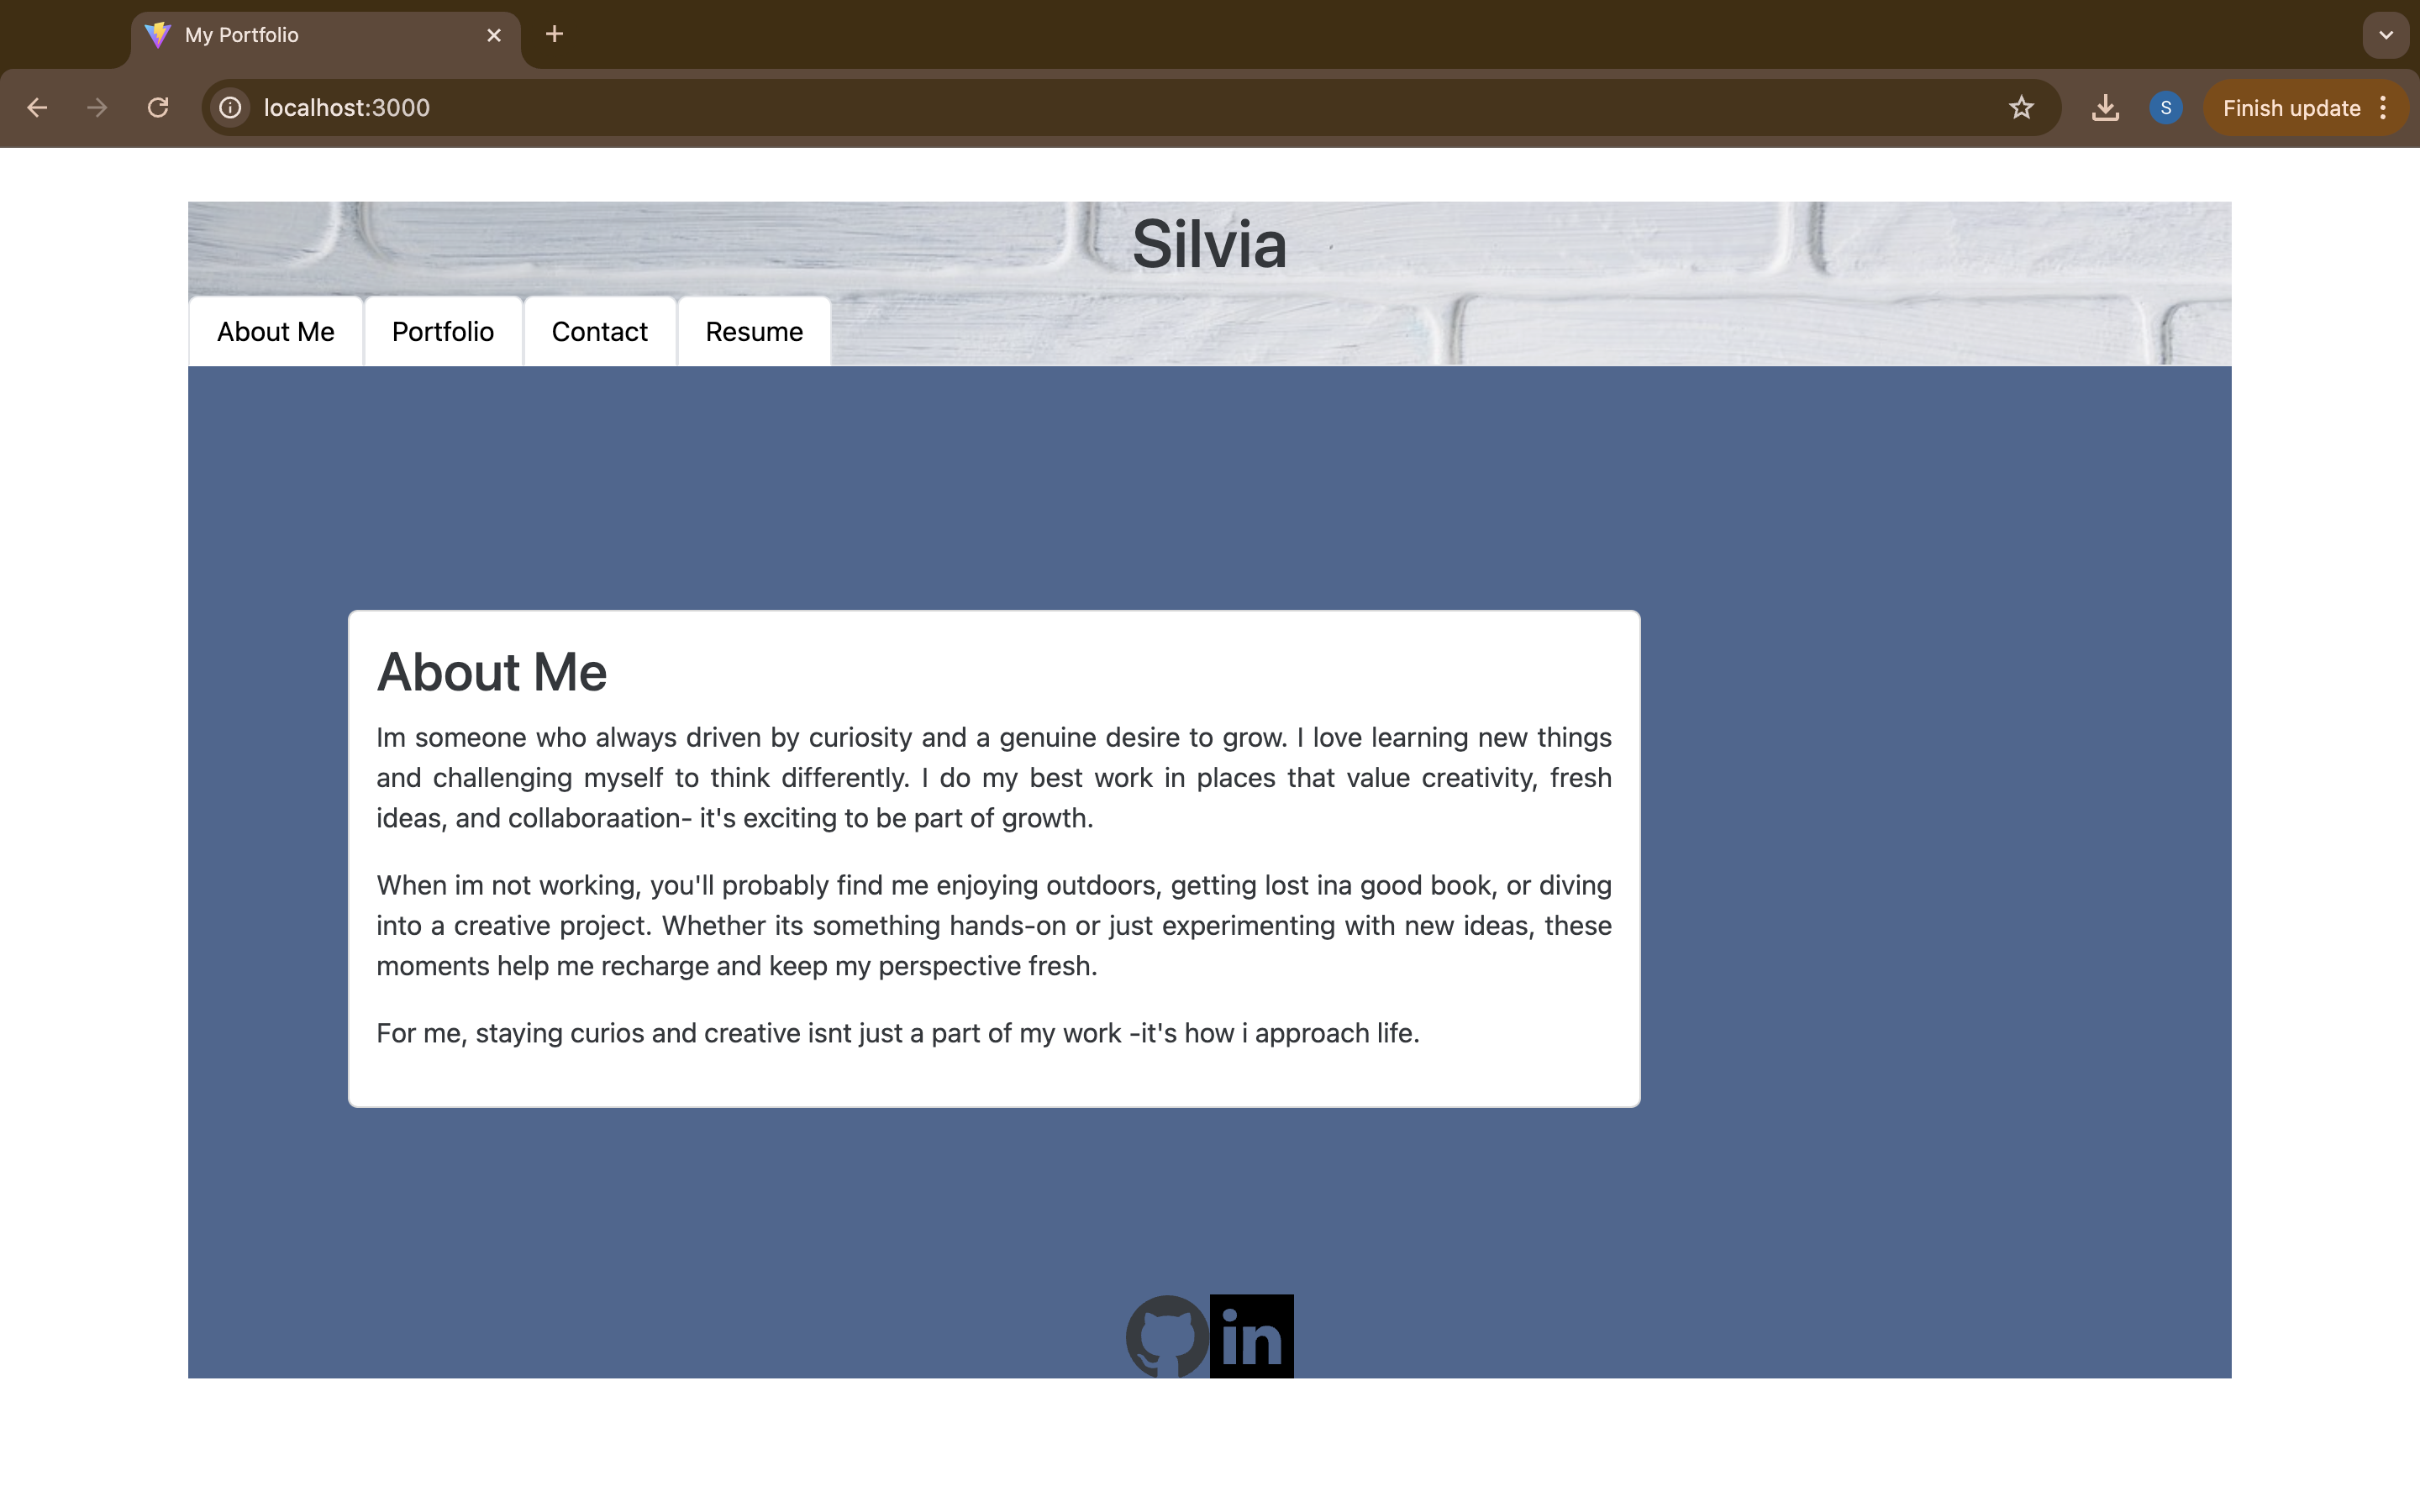 My Portfolio
localhost:3000
S
Finish update
Silvia
About Me
Portfolio
Contact
Resume
About Me
Im someone who always driven by curiosity and a genuine desire to grow. I love learning new things
and challenging myself to think differently. I do my best work in places that value creativity, fresh
ideas, and collaboraation- it's exciting to be part of growth.
When im not working, you'll probably find me enjoying outdoors, getting lost ina good book, or diving
into a creative project. Whether its something hands-on or just experimenting with new ideas, these
moments help me recharge and keep my perspective fresh.
For me, staying curios and creative isnt just a part of my work -it's how i approach life.
in